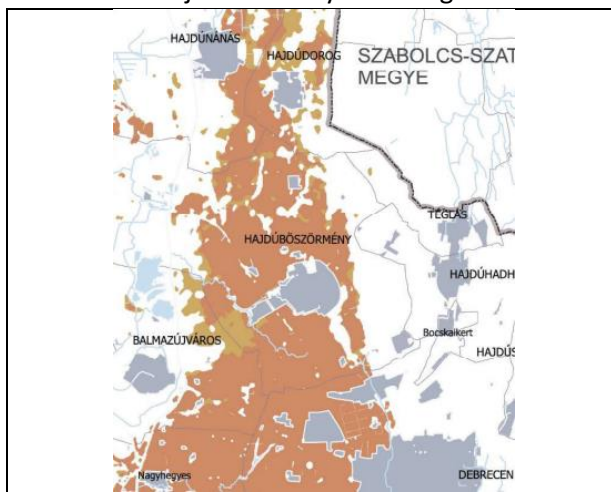 HAJDÚNÁNÁS
HAJDÚDOROG
SZABOLCS-SZAT
MEGYE
TÉGLÁS
HAJDÚBÖSZÖRMÉNY
HAJDÚHADH
Bocskaikert
BALMAZÚJVÁROS
HAJDÚS
Nagyhegyes
DEBRECEN